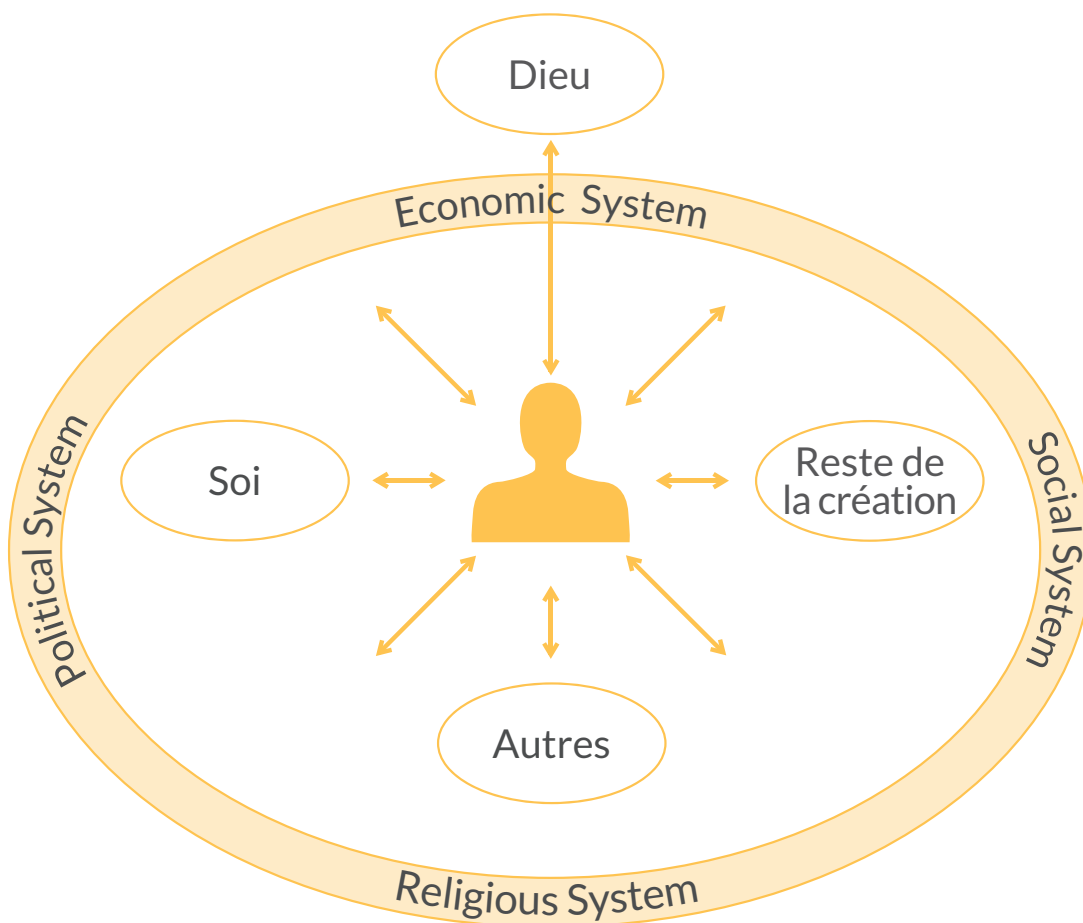 Dieu
Economic System
Political System
Soi
Reste de
la création
Social System
Autres
Religious System